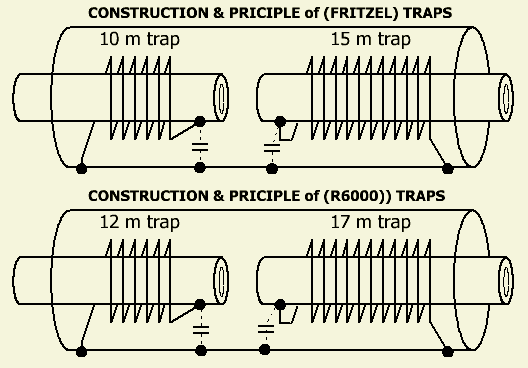 CONSTRUCTION & PRICIPLE of (FRITZEL) TRAPS
10 m trap 15 m trap
CONSTRUCTION & PRICIPLE of (R6000)) TRAPS
12 m trap 17 m trap